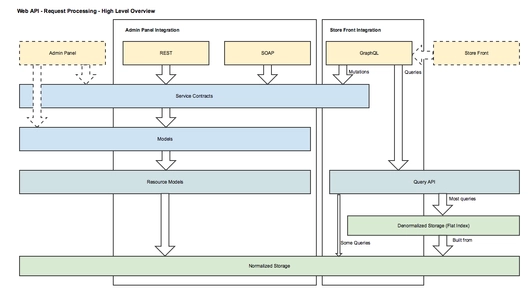 Web API - Request Processing - High Level Overview
Admin Panel Integration
Store Front Integration
Admin Panel
REST
SOAP
GraphQL
Store Front
Mutations
Queries
Service Contracts
Models
Resource Models
Query API
Most queries
Denormalized Storage (Flat Index)
Some Queries
Built from
Normalized Storage